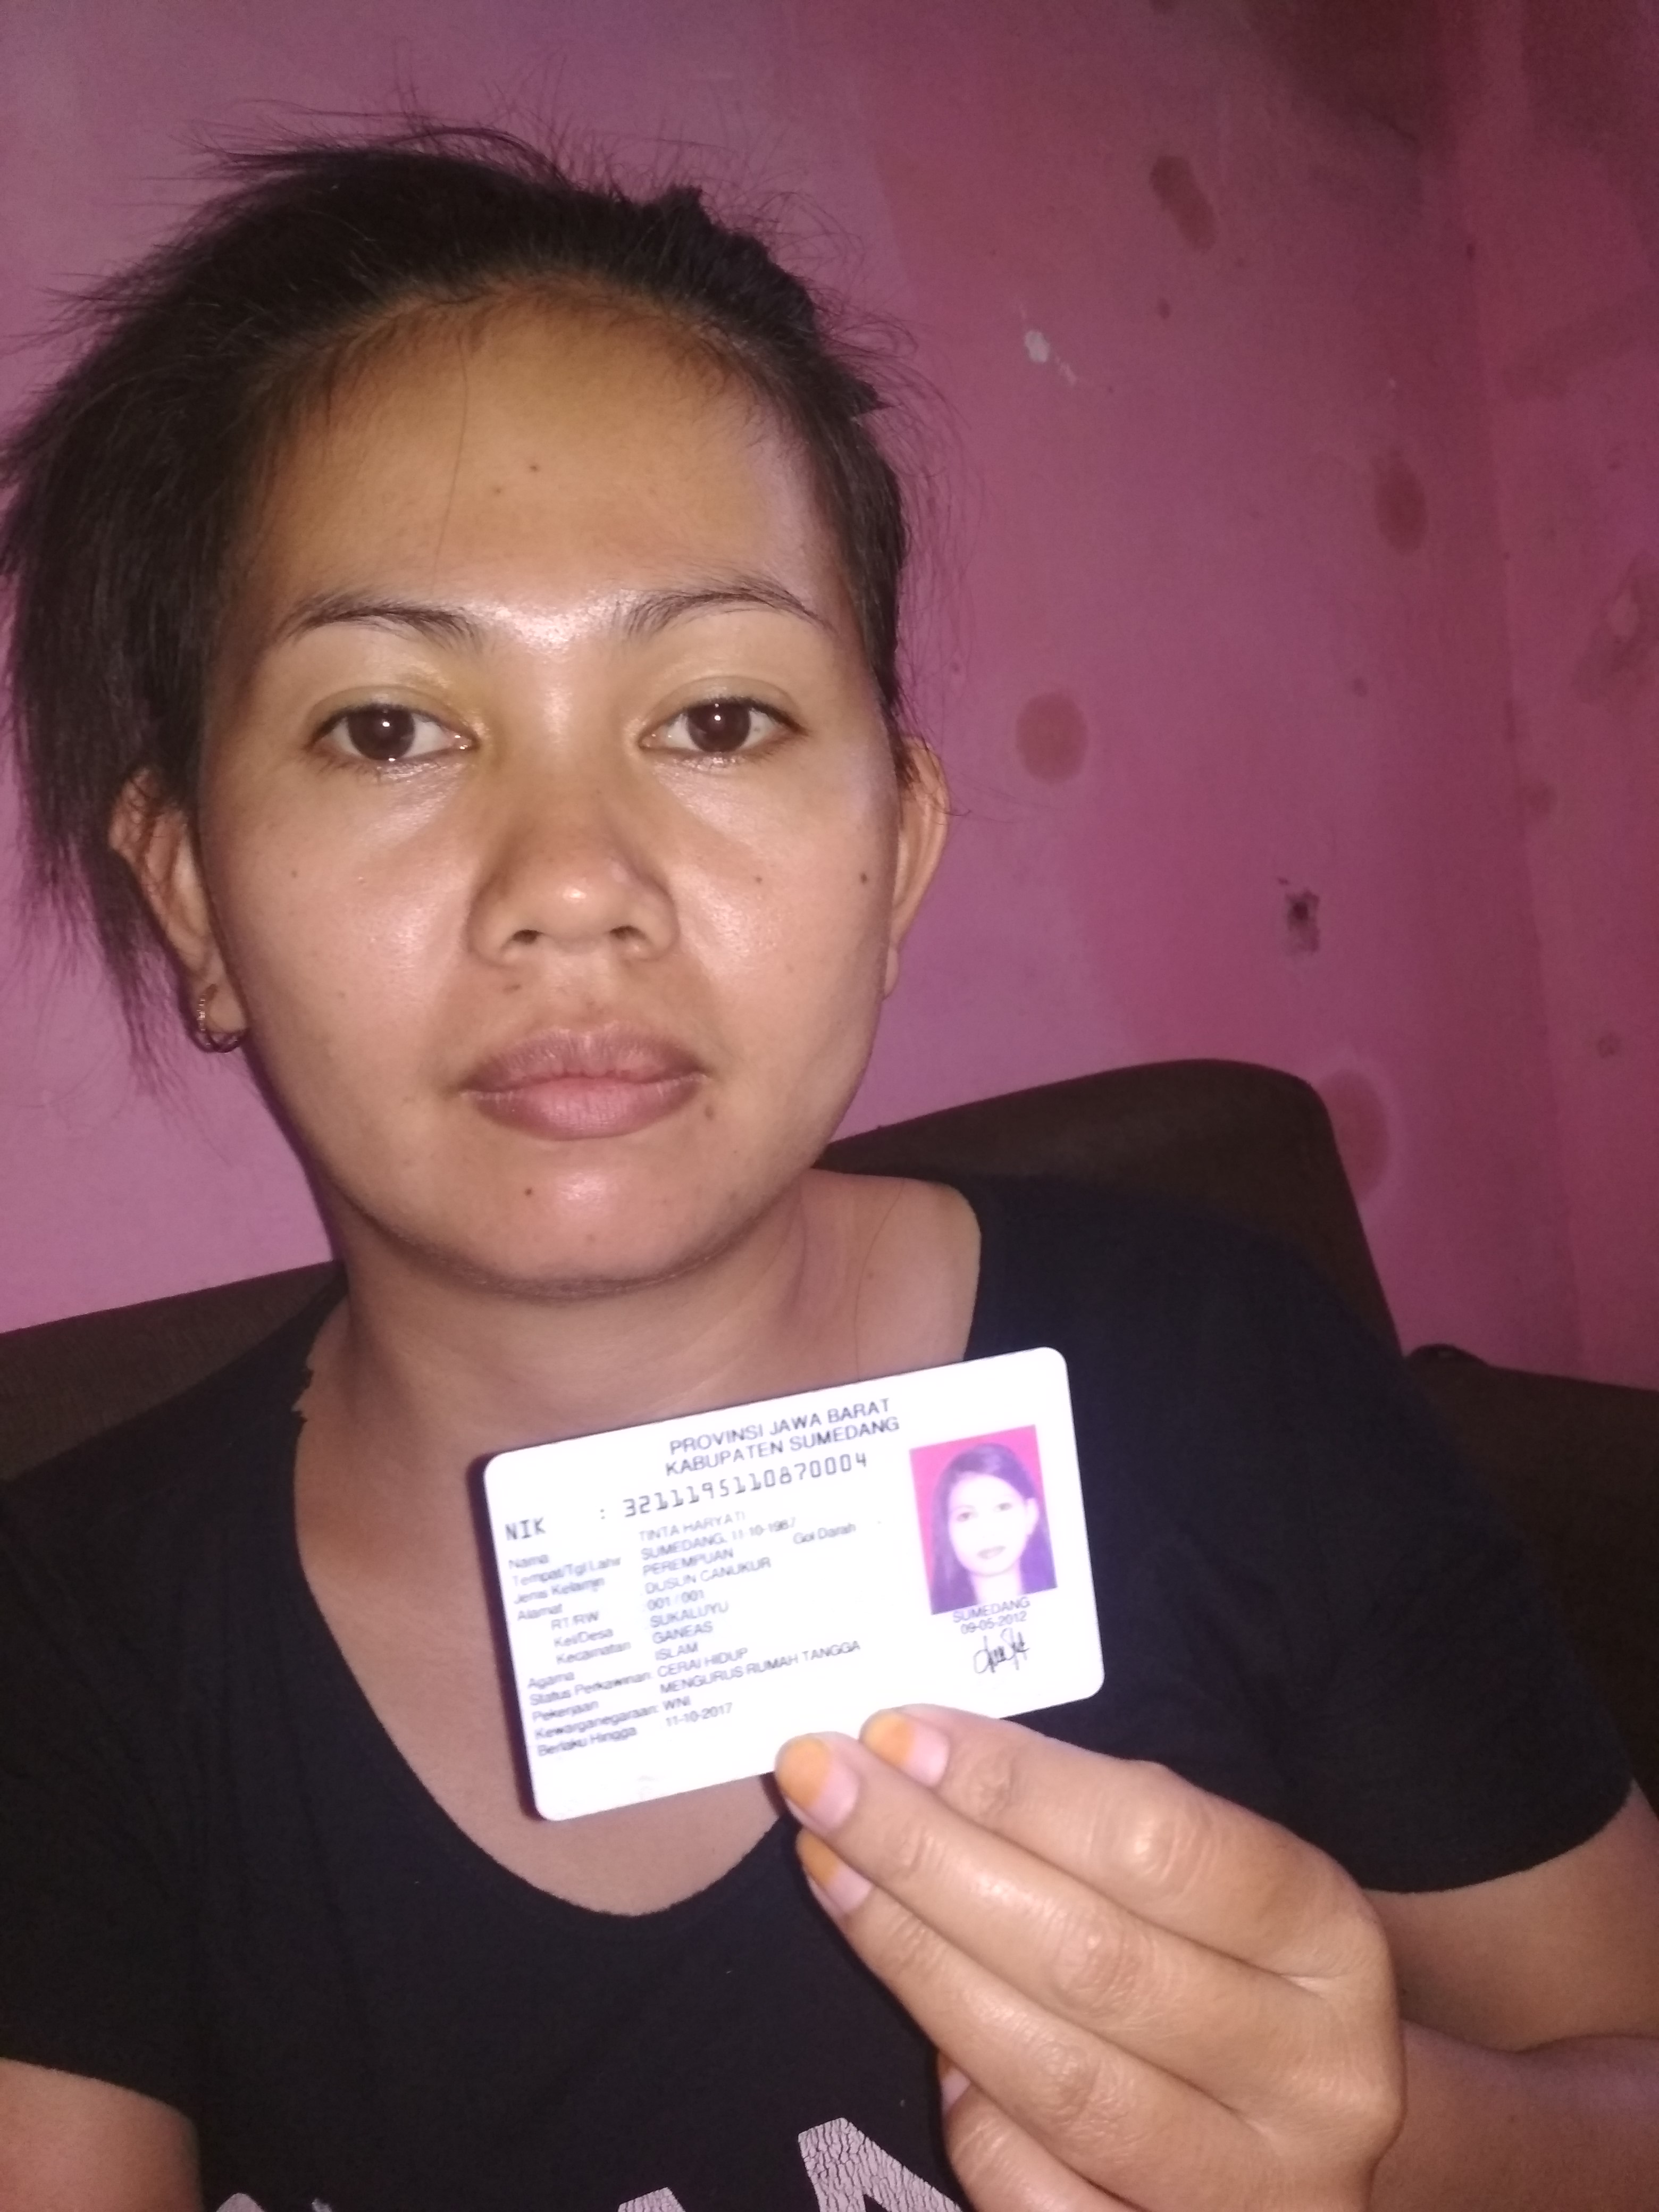 PROVINSI JAWA BARAT
KABUPATEN SUMEDANG
NIK : 3211195110870004
Nama TINTA HARYATI
Tempat/Tgl Lahir SUMEDANG, 11-10-1987
Jenis Kelamin PEREMPUAN Gol Darah -
Alamat DUSUN CANUKUR
RT/RW 001 / 001
Kel/Desa SUKALUYU
Kecamatan GANEAS
Agama ISLAM
Status Perkawinan: CERAI HIDUP
Pekerjaan MENGURUS RUMAH TANGGA
Kewarganegaraan: WNI
Berlaku Hingga 11-10-2017
SUMEDANG
09-05-2012